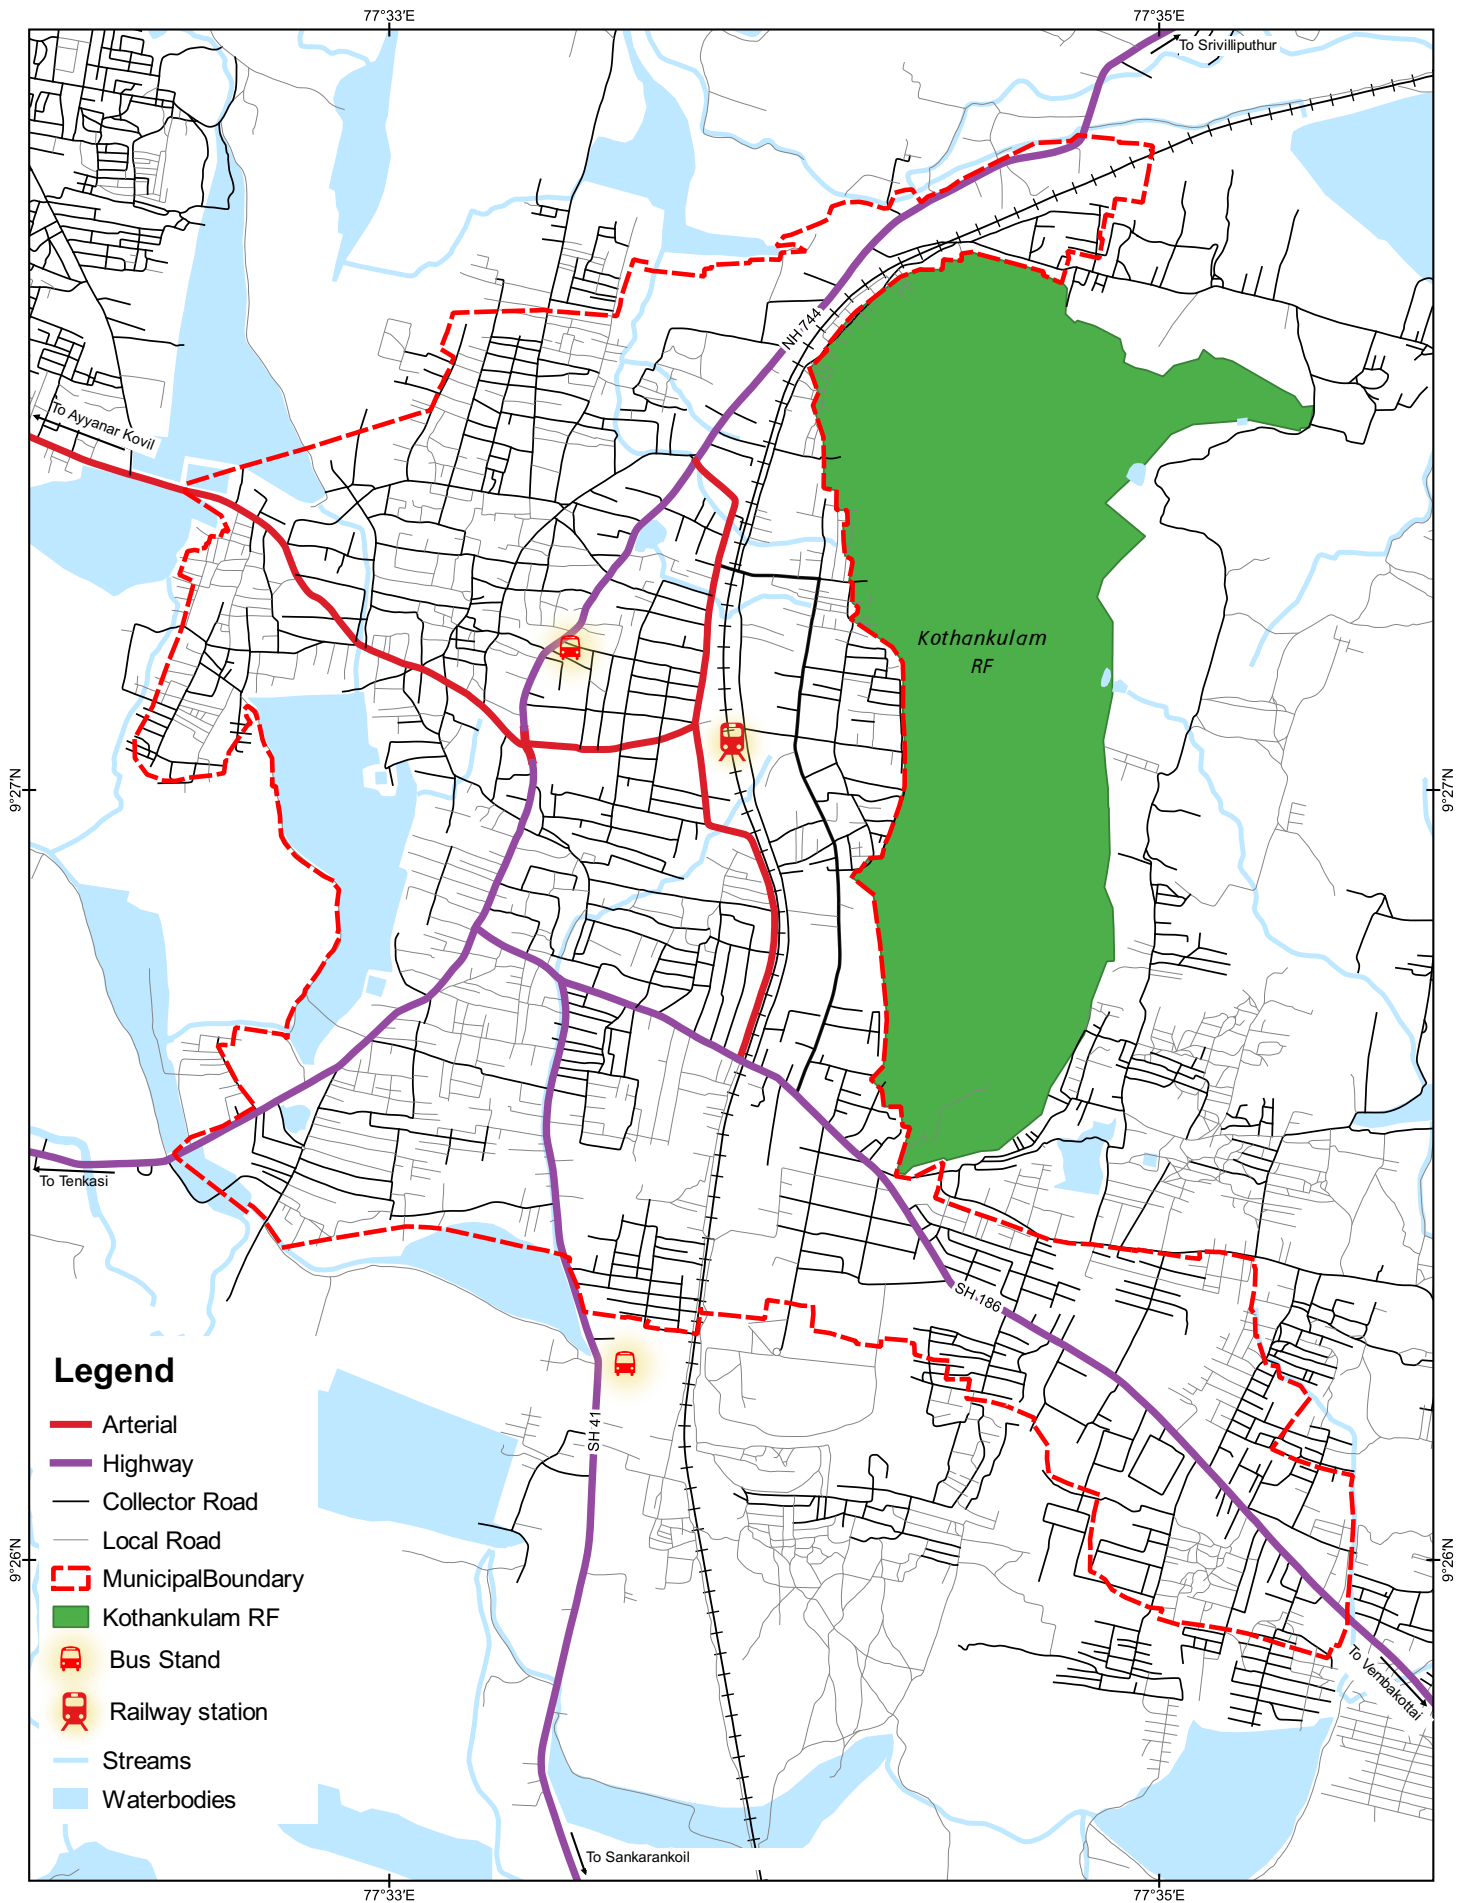 77°33'E
77°35'E
To Srivilliputhur
NH 744
To Ayyanar Kovil
Kothankulam
RF
9°27'N
9°27'N
To Tenkasi
SH 186
Legend
Arterial
Highway
Collector Road
Local Road
MunicipalBoundary
Kothankulam RF
Bus Stand
Railway station
Streams
Waterbodies
SH 41
9°26'N
9°26'N
To Vembakottai
To Sankarankoil
77°33'E
77°35'E